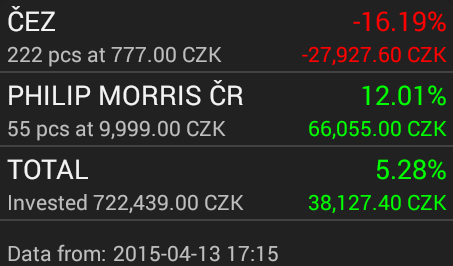 ČEZ -16.19%
222 pcs at 777.00 CZK -27,927.60 CZK
PHILIP MORRIS ČR 12.01%
55 pcs at 9,999.00 CZK 66,055.00 CZK
TOTAL 5.28%
Invested 722,439.00 CZK 38,127.40 CZK
Data from: 2015-04-13 17:15